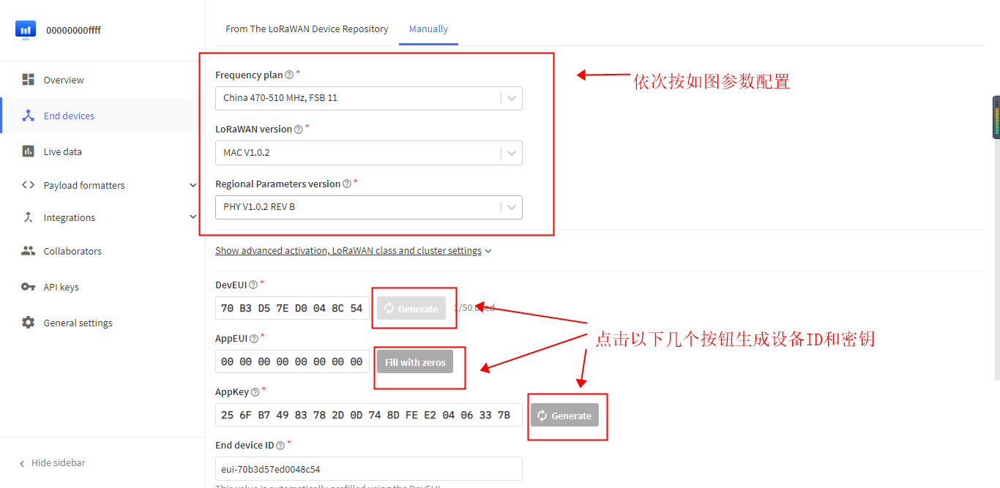 00000000ffff
From The LoRaWAN Device Repository
Manually
Overview
End devices
Live data
Payload formatters
Integrations
Collaborators
API keys
General settings
Hide sidebar
Frequency plan *
China 470-510 MHz, FSB 11
依次按如图参数配置
LoRaWAN version *
MAC V1.0.2
Regional Parameters version *
PHY V1.0.2 REV B
Show advanced activation, LoRaWAN class and cluster settings
DevEUI *
70 B3 D5 7E D0 04 8C 54
Generate
1/50 used
AppEUI *
00 00 00 00 00 00 00 00
Fill with zeros
点击以下几个按钮生成设备ID和密钥
AppKey *
25 6F B7 49 83 78 2D 0D 74 8D FE E2 04 06 33 7B
Generate
End device ID *
eui-70b3d57ed0048c54
This value is automatically prefilled using the DevEUI